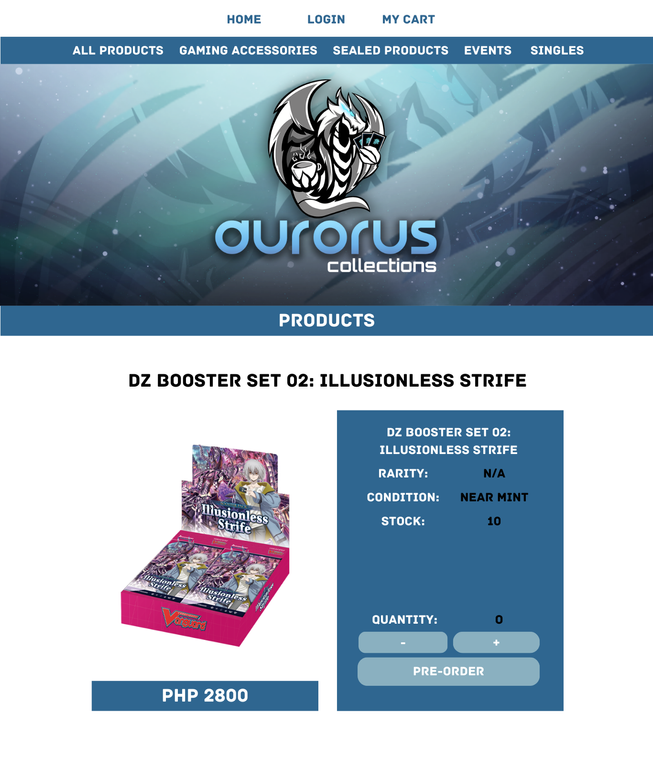 HOME LOGIN MY CART
ALL PRODUCTS GAMING ACCESSORIES SEALED PRODUCTS EVENTS SINGLES
aurorus
collections
PRODUCTS
DZ BOOSTER SET 02: ILLUSIONLESS STRIFE
Illusionless
Strife
Illusionless
Strife
Illusionless
Strife
VANGUARD
PHP 2800
DZ BOOSTER SET 02:
ILLUSIONLESS STRIFE
RARITY: N/A
CONDITION: NEAR MINT
STOCK: 10
QUANTITY: 0
- +
PRE-ORDER